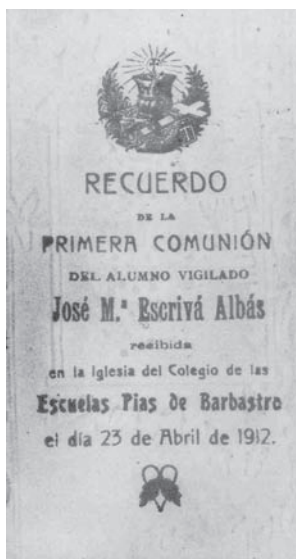 RECUERDO
DE LA
PRIMERA COMUNIÓN
DEL ALUMNO VIGILADO
José M.ª Escrivá Albás
recibida
en la Iglesia del Colegio de las
Escuelas Pias de Barbastro
el día 23 de Abril de 1912.